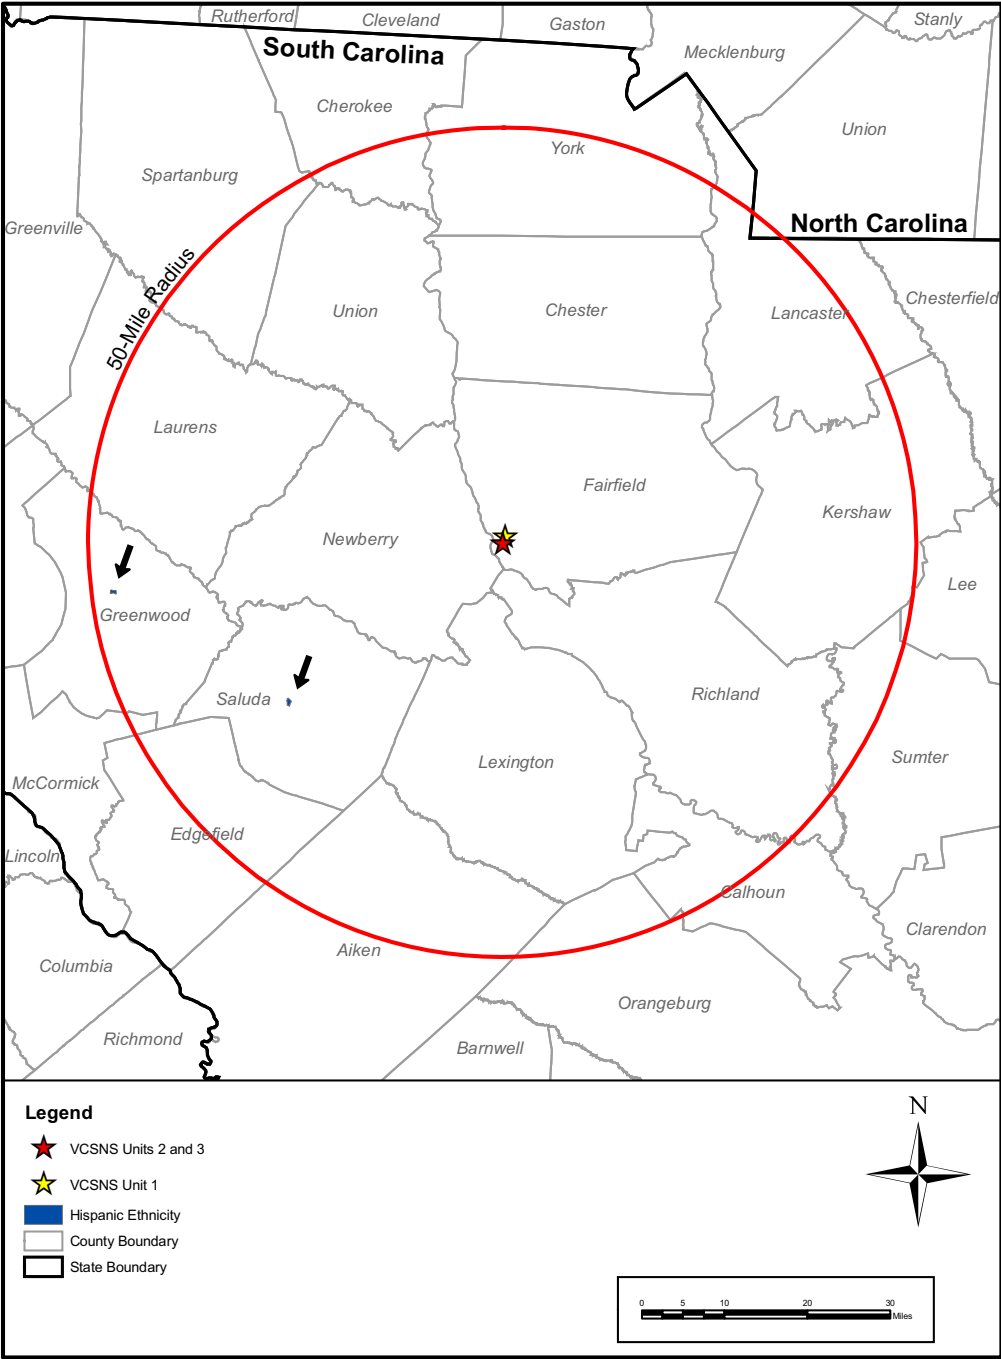 Rutherford
Cleveland
Gaston
Stanly
South Carolina
Mecklenburg
Cherokee
Union
York
Spartanburg
North Carolina
Greenville
50-Mile Radius
Chesterfield
Union
Chester
Lancaster
Laurens
Fairfield
Kershaw
Newberry
Lee
Greenwood
Saluda
Richland
Lexington
Sumter
McCormick
Edgefield
Lincoln
Calhoun
Clarendon
Aiken
Columbia
Orangeburg
Richmond
Barnwell
Legend
VCSNS Units 2 and 3
VCSNS Unit 1
Hispanic Ethnicity
County Boundary
State Boundary
N
0 5 10 20 30
Miles